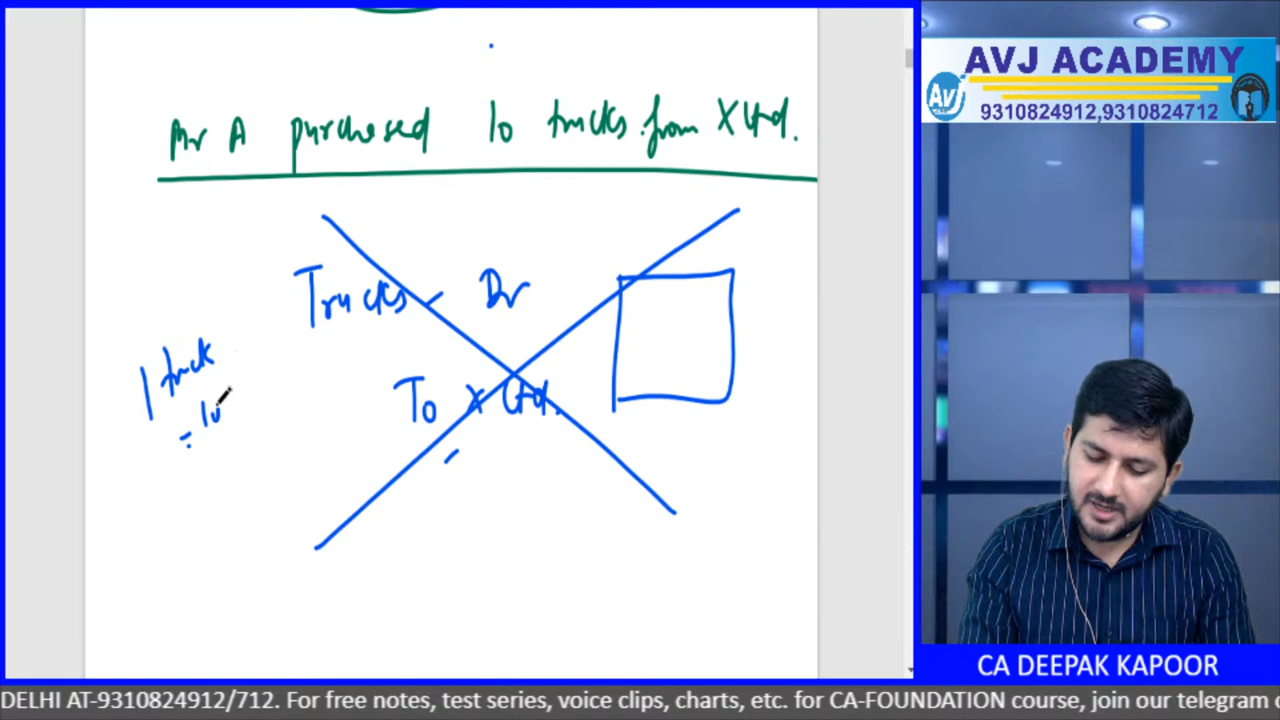 Mr A purchased 10 trucks from X Ltd.
Trucks Dr
To X Ltd.
1 truck
= 10
AVJ ACADEMY
AV
9310824912,9310824712
CA DEEPAK KAPOOR
DELHI AT-9310824912/712. For free notes, test series, voice clips, charts, etc. for CA-FOUNDATION course, join our telegram